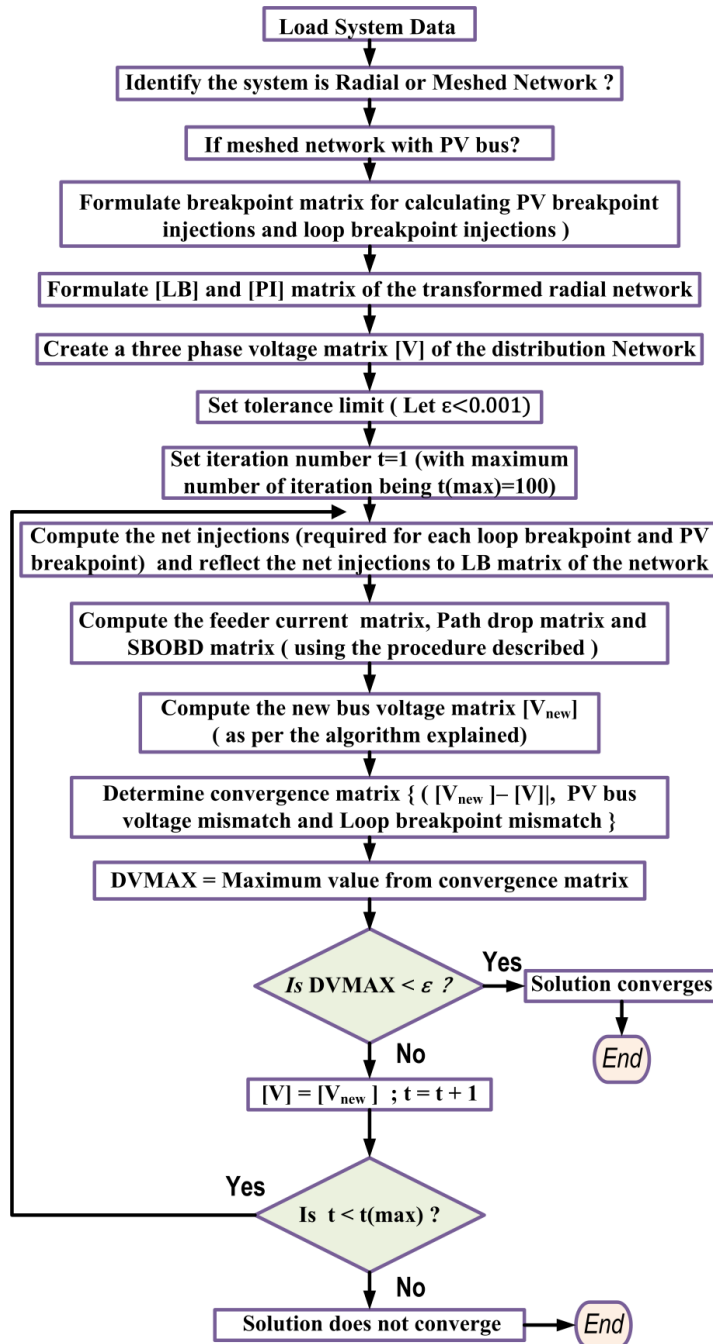 Load System Data
Identify the system is Radial or Meshed Network ?
If meshed network with PV bus?
Formulate breakpoint matrix for calculating PV breakpoint
injections and loop breakpoint injections )
Formulate [LB] and [PI] matrix of the transformed radial network
Create a three phase voltage matrix [V] of the distribution Network
Set tolerance limit ( Let ε<0.001)
Set iteration number t=1 (with maximum
number of iteration being t(max)=100)
Compute the net injections (required for each loop breakpoint and PV
breakpoint) and reflect the net injections to LB matrix of the network
Compute the feeder current matrix, Path drop matrix and
SBOBD matrix ( using the procedure described )
Compute the new bus voltage matrix [Vnew]
( as per the algorithm explained)
Determine convergence matrix { ( [Vnew ]– [V]|, PV bus
voltage mismatch and Loop breakpoint mismatch }
DVMAX = Maximum value from convergence matrix
Is DVMAX < ε ?
Yes
Solution converges
End
No
[V] = [Vnew ] ; t = t + 1
Yes
Is t < t(max) ?
No
Solution does not converge
End